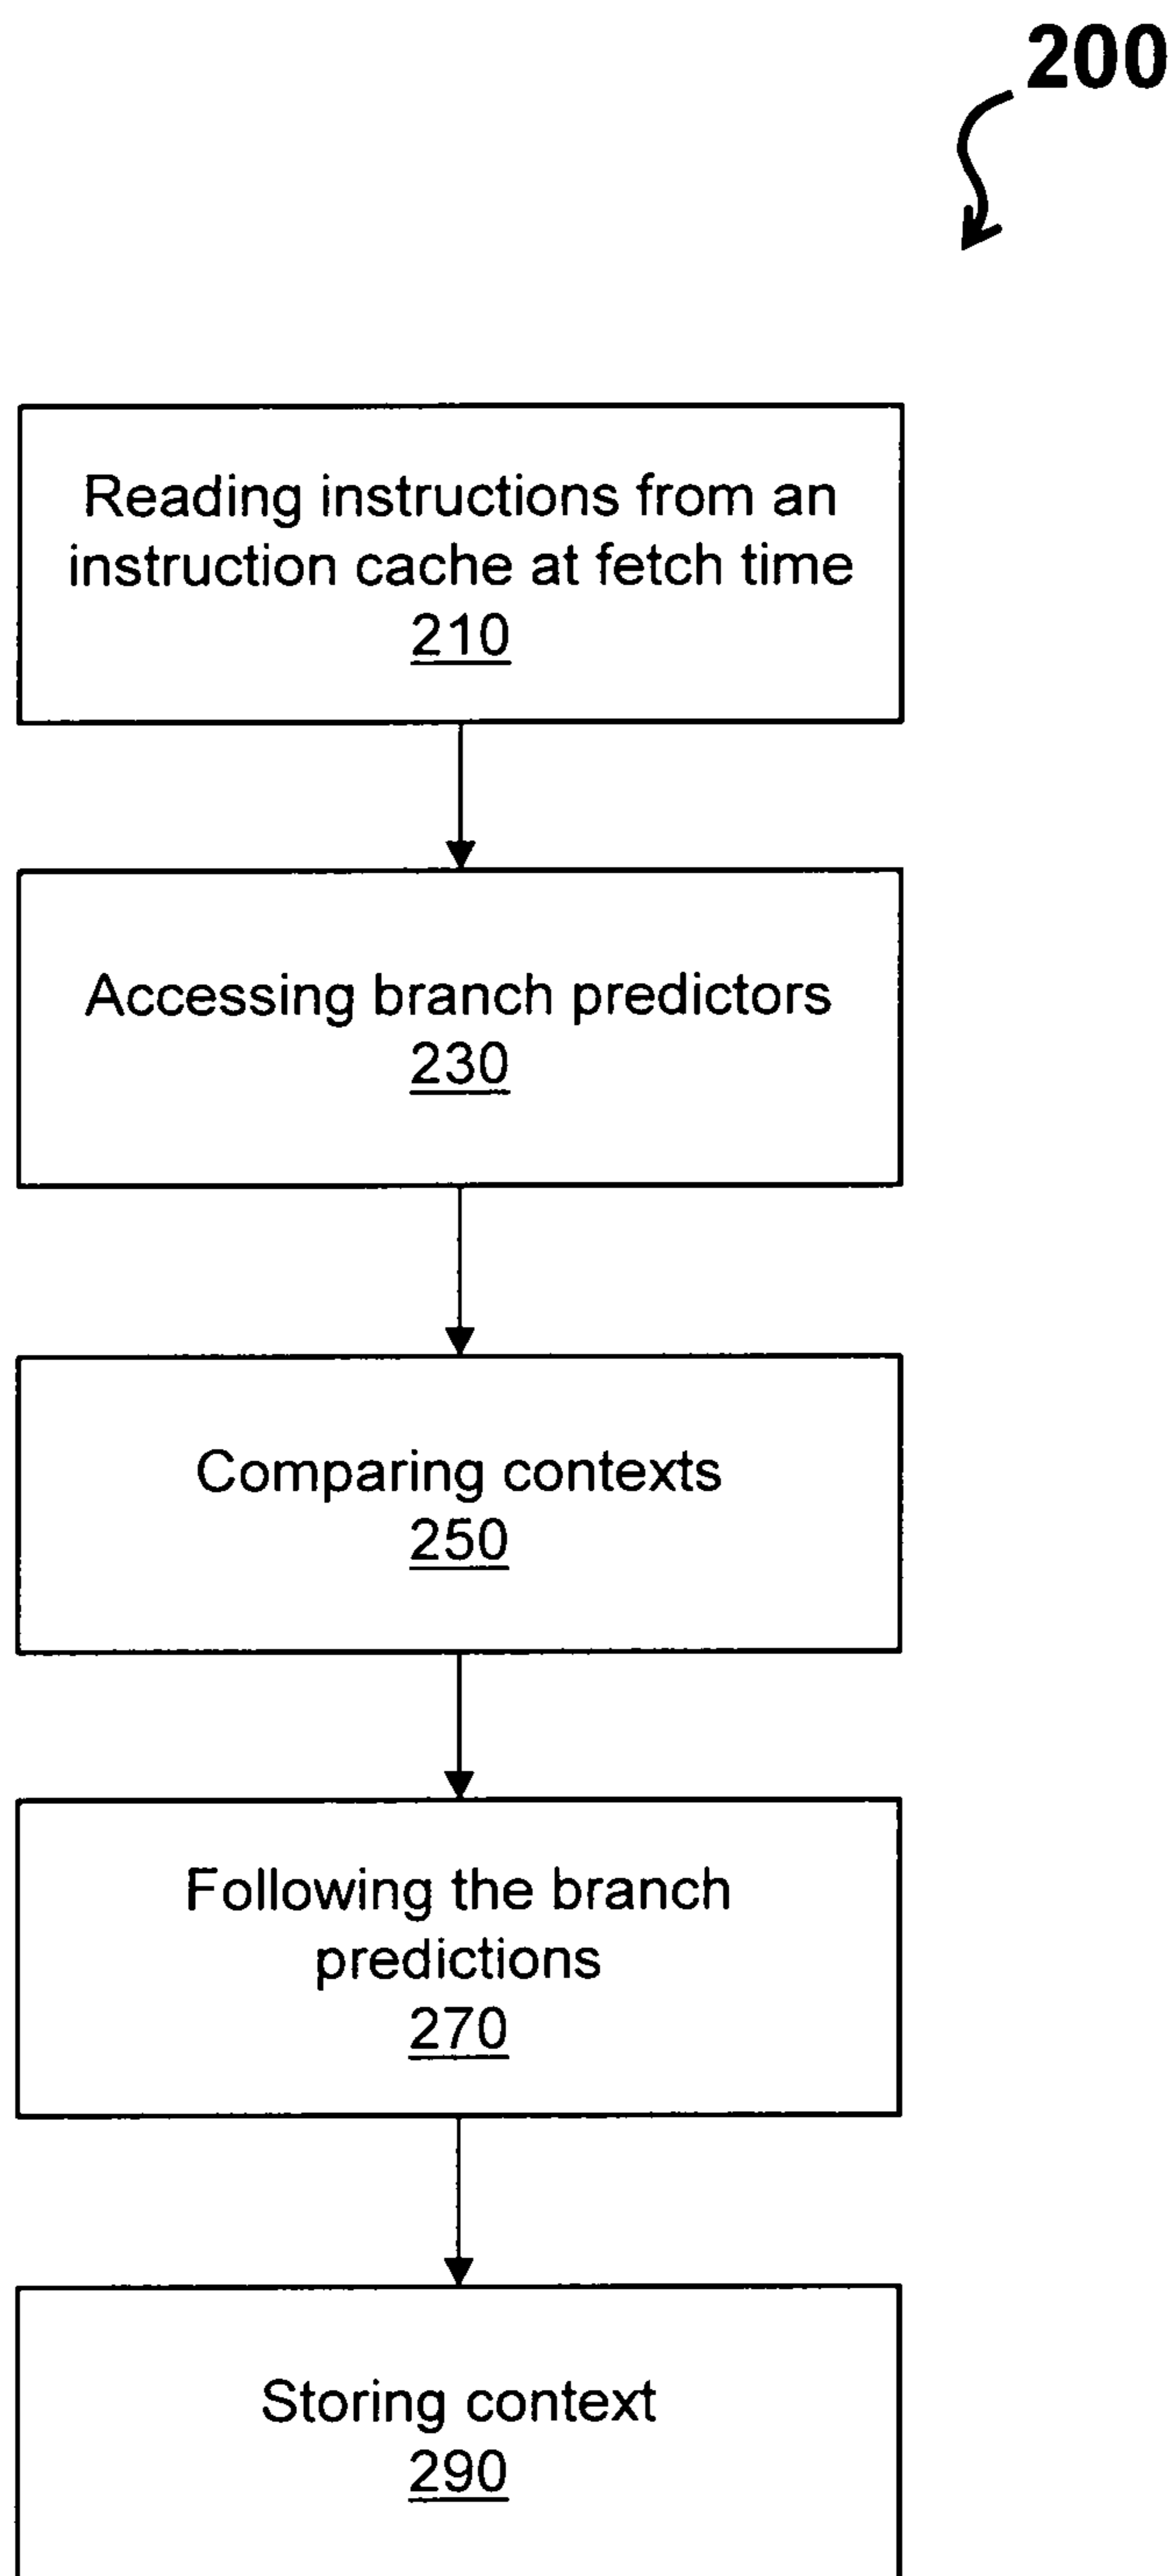 200
Reading instructions from an
instruction cache at fetch time
210
Accessing branch predictors
230
Comparing contexts
250
Following the branch
predictions
270
Storing context
290